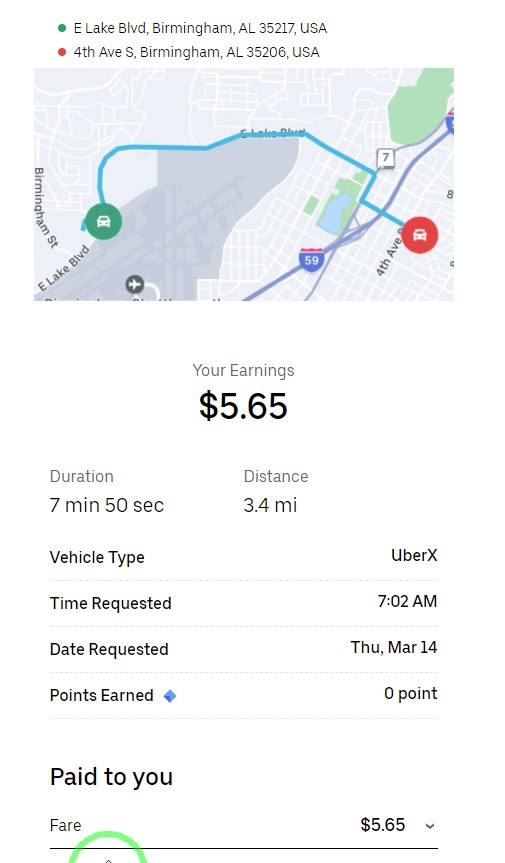 E Lake Blvd, Birmingham, AL 35217, USA
4th Ave S, Birmingham, AL 35206, USA
E Lake Blvd
7
Birmingham St
8
4th Ave S
E Lake Blvd
59
Your Earnings
$5.65
Duration Distance
7 min 50 sec 3.4 mi
Vehicle Type UberX
Time Requested 7:02 AM
Date Requested Thu, Mar 14
Points Earned 0 point
Paid to you
Fare $5.65